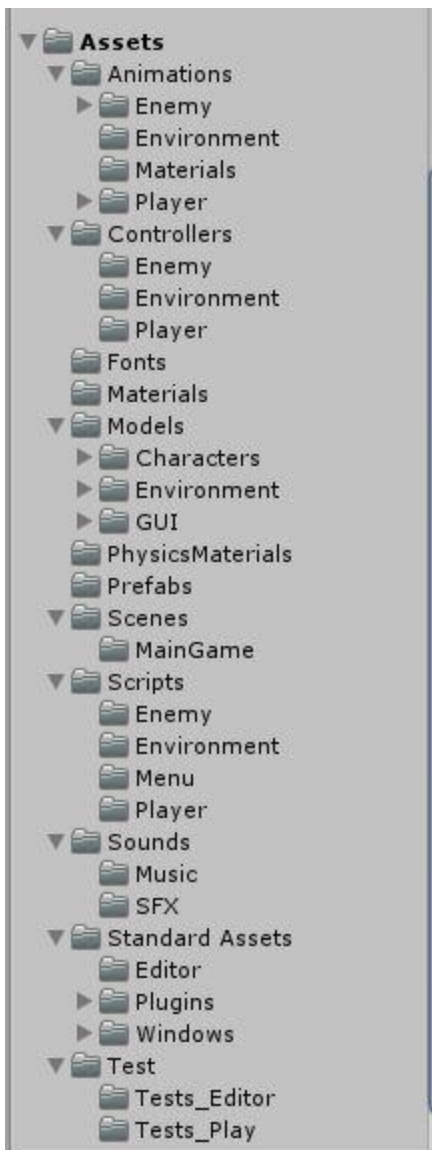 Assets
Animations
Enemy
Environment
Materials
Player
Controllers
Enemy
Environment
Player
Fonts
Materials
Models
Characters
Environment
GUI
PhysicsMaterials
Prefabs
Scenes
MainGame
Scripts
Enemy
Environment
Menu
Player
Sounds
Music
SFX
Standard Assets
Editor
Plugins
Windows
Test
Tests_Editor
Tests_Play